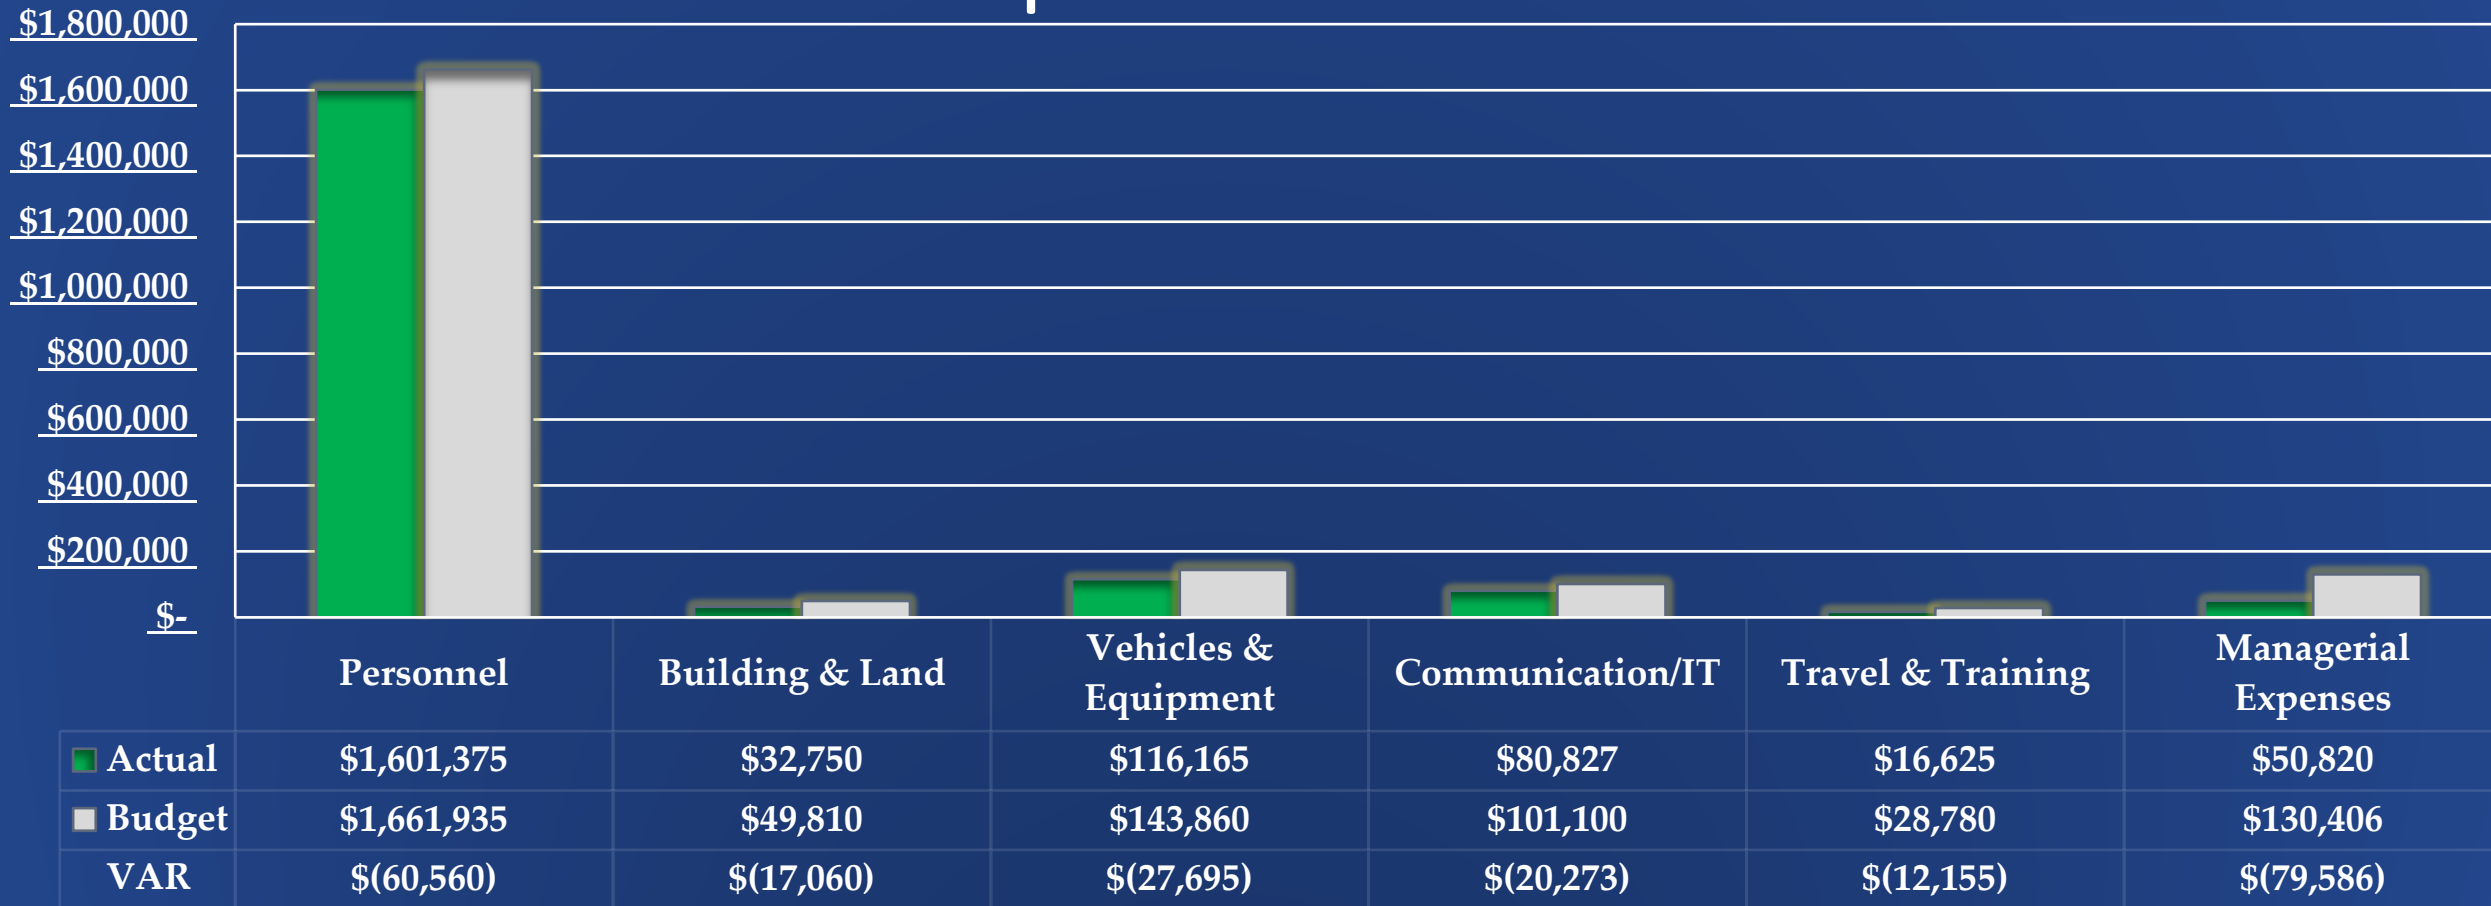 $1,800,000
$1,600,000
$1,400,000
$1,200,000
$1,000,000
$800,000
$600,000
$400,000
$200,000
$-
Personnel
Building & Land
Vehicles &
Equipment
Communication/IT
Travel & Training
Managerial
Expenses
Actual $1,601,375 $32,750 $116,165 $80,827 $16,625 $50,820
Budget $1,661,935 $49,810 $143,860 $101,100 $28,780 $130,406
VAR $(60,560) $(17,060) $(27,695) $(20,273) $(12,155) $(79,586)